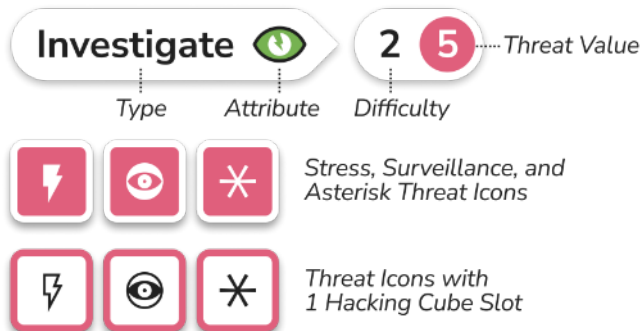 Investigate 2 5 Threat Value
Type Attribute Difficulty
Stress, Surveillance, and
Asterisk Threat Icons
Threat Icons with
1 Hacking Cube Slot